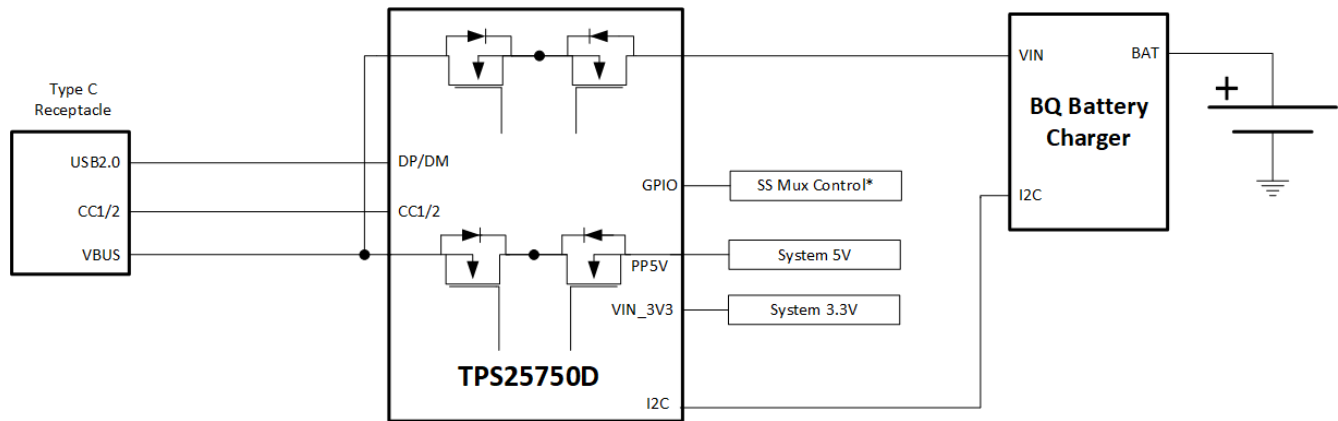 Type C
Receptacle
USB2.0
CC1/2
VBUS
DP/DM
CC1/2
GPIO
PP5V
VIN_3V3
TPS25750D
I2C
SS Mux Control*
System 5V
System 3.3V
VIN
BAT
BQ Battery
Charger
I2C
+